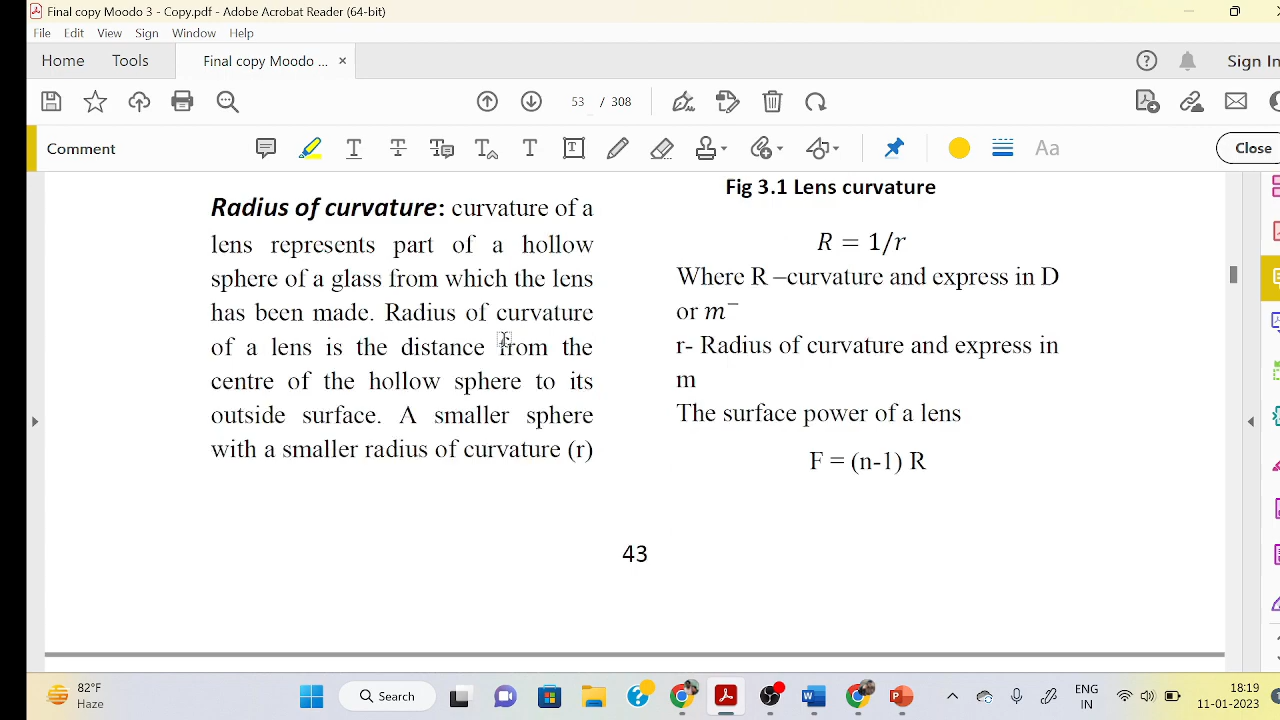 Final copy Moodo 3 - Copy.pdf - Adobe Acrobat Reader (64-bit)
File Edit View Sign Window Help
Home Tools Final copy Moodo ... × Sign In
53 / 308
Comment Aa Close
Radius of curvature: curvature of a
lens represents part of a hollow
sphere of a glass from which the lens
has been made. Radius of curvature
of a lens is the distance from the
centre of the hollow sphere to its
outside surface. A smaller sphere
with a smaller radius of curvature (r)
Fig 3.1 Lens curvature
R = 1/r
Where R –curvature and express in D
or m⁻
r- Radius of curvature and express in
m
The surface power of a lens
F = (n-1) R
43
82°F
Haze
Search
ENG
IN
18:19
11-01-2023